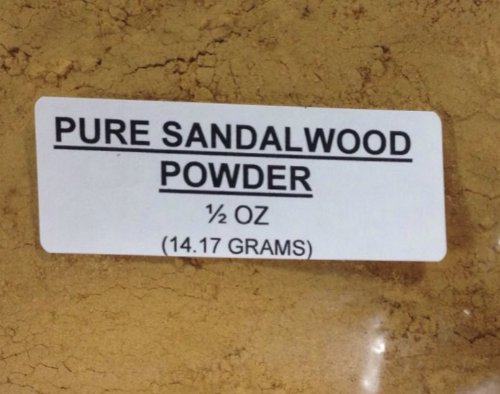 PURE SANDALWOOD
POWDER
½ OZ
(14.17 GRAMS)